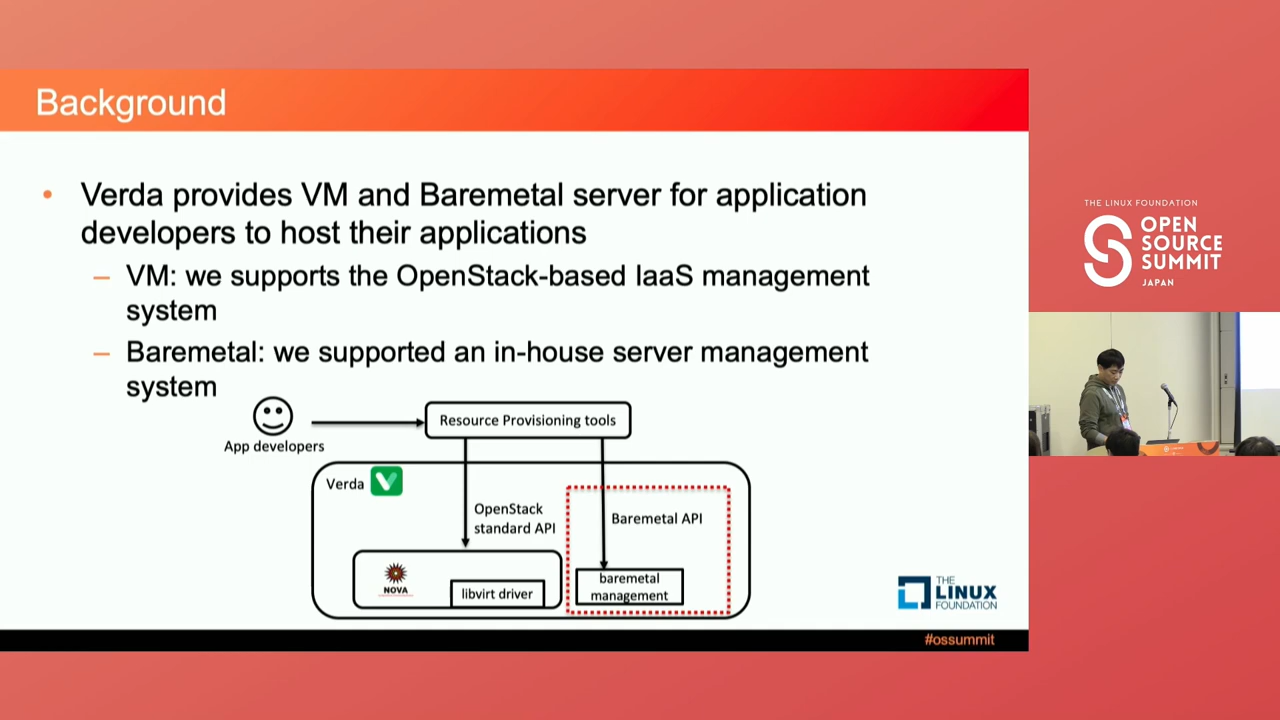 Background
• Verda provides VM and Baremetal server for application
developers to host their applications
– VM: we supports the OpenStack-based IaaS management
system
– Baremetal: we supported an in-house server management
system
App developers
Resource Provisioning tools
Verda
OpenStack
standard API
Baremetal API
NOVA
libvirt driver
baremetal
management
THE
LINUX
FOUNDATION
#ossummit
THE LINUX FOUNDATION
OPEN
SOURCE
SUMMIT
JAPAN